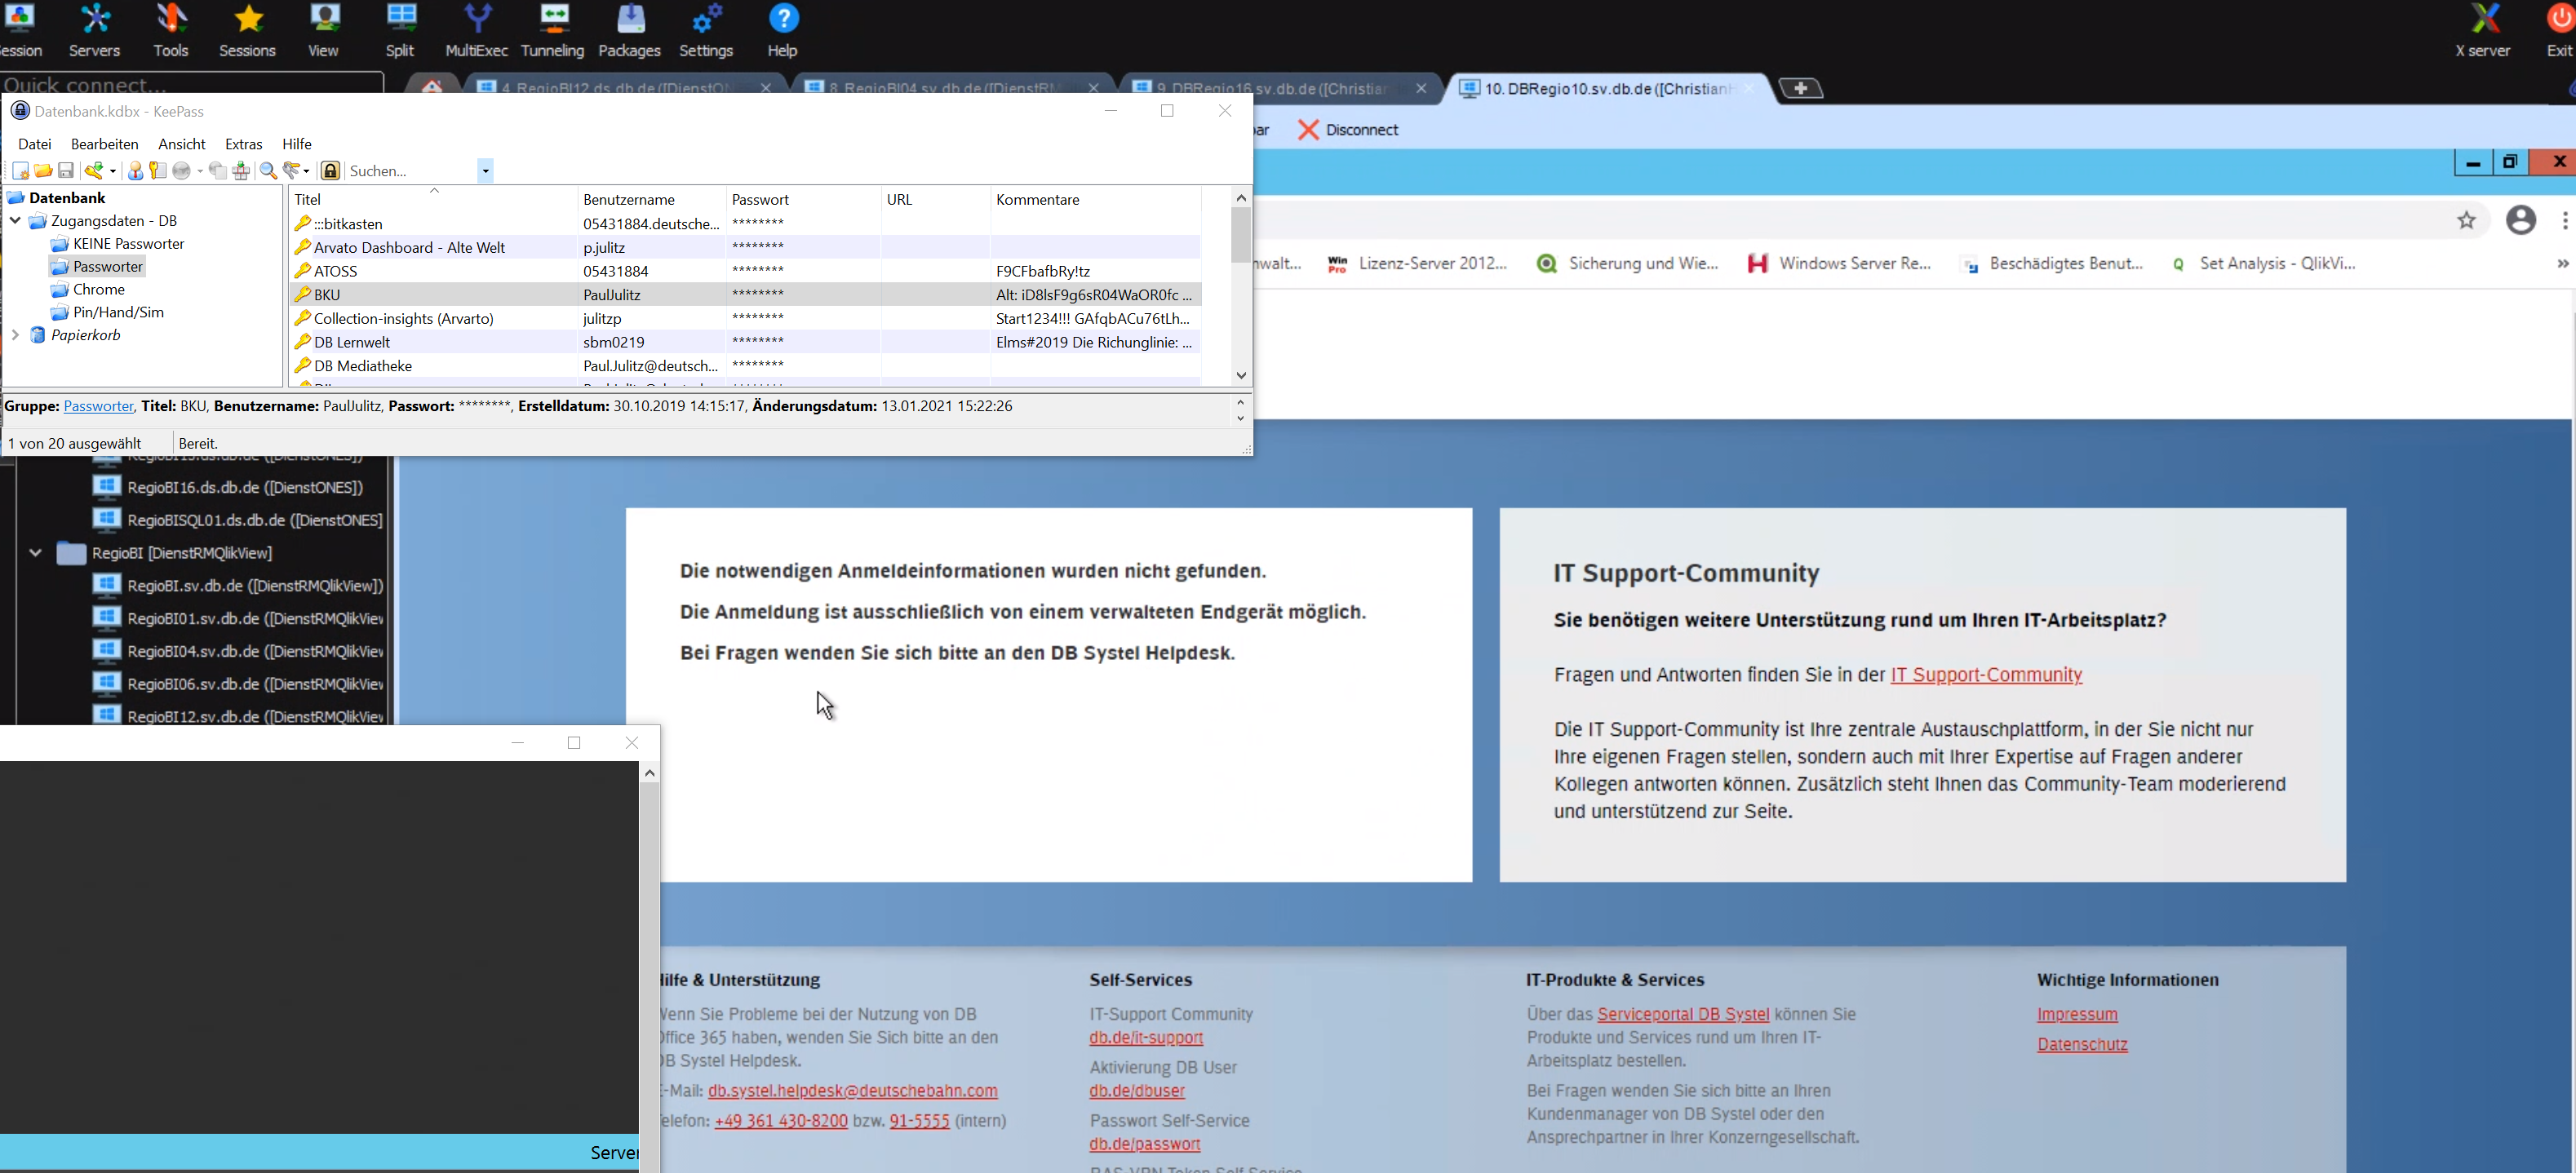 Session
Servers
Tools
Sessions
View
Split
MultiExec
Tunneling
Packages
Settings
Help
X server
Exit
Quick connect...
4. RegioBI12.ds.db.de ([DienstON
8. RegioBI04.sv.db.de ([DienstRM
9. DBRegio16.sv.db.de ([Christian
10. DBRegio10.sv.db.de ([ChristianH
Disconnect
Datenbank.kdbx - KeePass
Datei Bearbeiten Ansicht Extras Hilfe
Suchen...
Datenbank
Zugangsdaten - DB
KEINE Passworter
Passworter
Chrome
Pin/Hand/Sim
Papierkorb
Titel Benutzername Passwort URL Kommentare
:::bitkasten 05431884.deutsche... ********
Arvato Dashboard - Alte Welt p.julitz ********
ATOSS 05431884 ******** F9CFbafbRy!tz
BKU PaulJulitz ******** Alt: iD8lsF9g6sR04WaOR0fc ...
Collection-insights (Arvarto) julitzp ******** Start1234!!! GAfqbACu76tLh...
DB Lernwelt sbm0219 ******** Elms#2019 Die Richunglinie: ...
DB Mediatheke Paul.Julitz@deutsch... ********
Gruppe: Passworter, Titel: BKU, Benutzername: PaulJulitz, Passwort: ********, Erstelldatum: 30.10.2019 14:15:17, Änderungsdatum: 13.01.2021 15:22:26
1 von 20 ausgewählt Bereit.
nwalt...
Lizenz-Server 2012...
Sicherung und Wie...
Windows Server Re...
Beschädigtes Benut...
Set Analysis - QlikVi...
RegioBI16.ds.db.de ([DienstONES])
RegioBISQL01.ds.db.de ([DienstONES]
RegioBI [DienstRMQlikView]
RegioBI.sv.db.de ([DienstRMQlikView])
RegioBI01.sv.db.de ([DienstRMQlikView
RegioBI04.sv.db.de ([DienstRMQlikView
RegioBI06.sv.db.de ([DienstRMQlikView
RegioBI12.sv.db.de ([DienstRMQlikView
Die notwendigen Anmeldeinformationen wurden nicht gefunden.
Die Anmeldung ist ausschließlich von einem verwalteten Endgerät möglich.
Bei Fragen wenden Sie sich bitte an den DB Systel Helpdesk.
IT Support-Community
Sie benötigen weitere Unterstützung rund um Ihren IT-Arbeitsplatz?
Fragen und Antworten finden Sie in der IT Support-Community
Die IT Support-Community ist Ihre zentrale Austauschplattform, in der Sie nicht nur
Ihre eigenen Fragen stellen, sondern auch mit Ihrer Expertise auf Fragen anderer
Kollegen antworten können. Zusätzlich steht Ihnen das Community-Team moderierend
und unterstützend zur Seite.
Server
Hilfe & Unterstützung
Wenn Sie Probleme bei der Nutzung von DB
Office 365 haben, wenden Sie Sich bitte an den
DB Systel Helpdesk.
E-Mail: db.systel.helpdesk@deutschebahn.com
Telefon: +49 361 430-8200 bzw. 91-5555 (intern)
Self-Services
IT-Support Community
db.de/it-support
Aktivierung DB User
db.de/dbuser
Passwort Self-Service
db.de/passwort
IT-Produkte & Services
Über das Serviceportal DB Systel können Sie
Produkte und Services rund um Ihren IT-
Arbeitsplatz bestellen.
Bei Fragen wenden Sie sich bitte an Ihren
Kundenmanager von DB Systel oder den
Ansprechpartner in Ihrer Konzerngesellschaft.
Wichtige Informationen
Impressum
Datenschutz